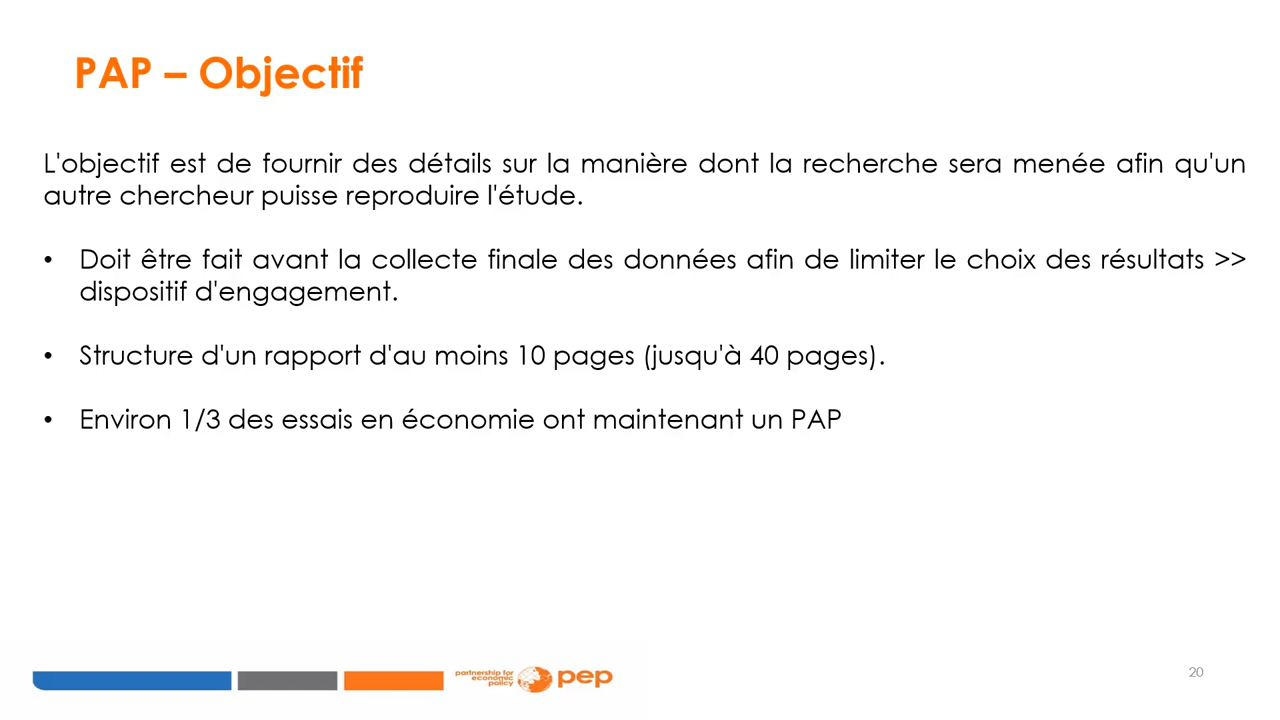 PAP – Objectif
L'objectif est de fournir des détails sur la manière dont la recherche sera menée afin qu'un
autre chercheur puisse reproduire l'étude.
• Doit être fait avant la collecte finale des données afin de limiter le choix des résultats >>
dispositif d'engagement.
• Structure d'un rapport d'au moins 10 pages (jusqu'à 40 pages).
• Environ 1/3 des essais en économie ont maintenant un PAP
partnership for
economic
policy
pep
20